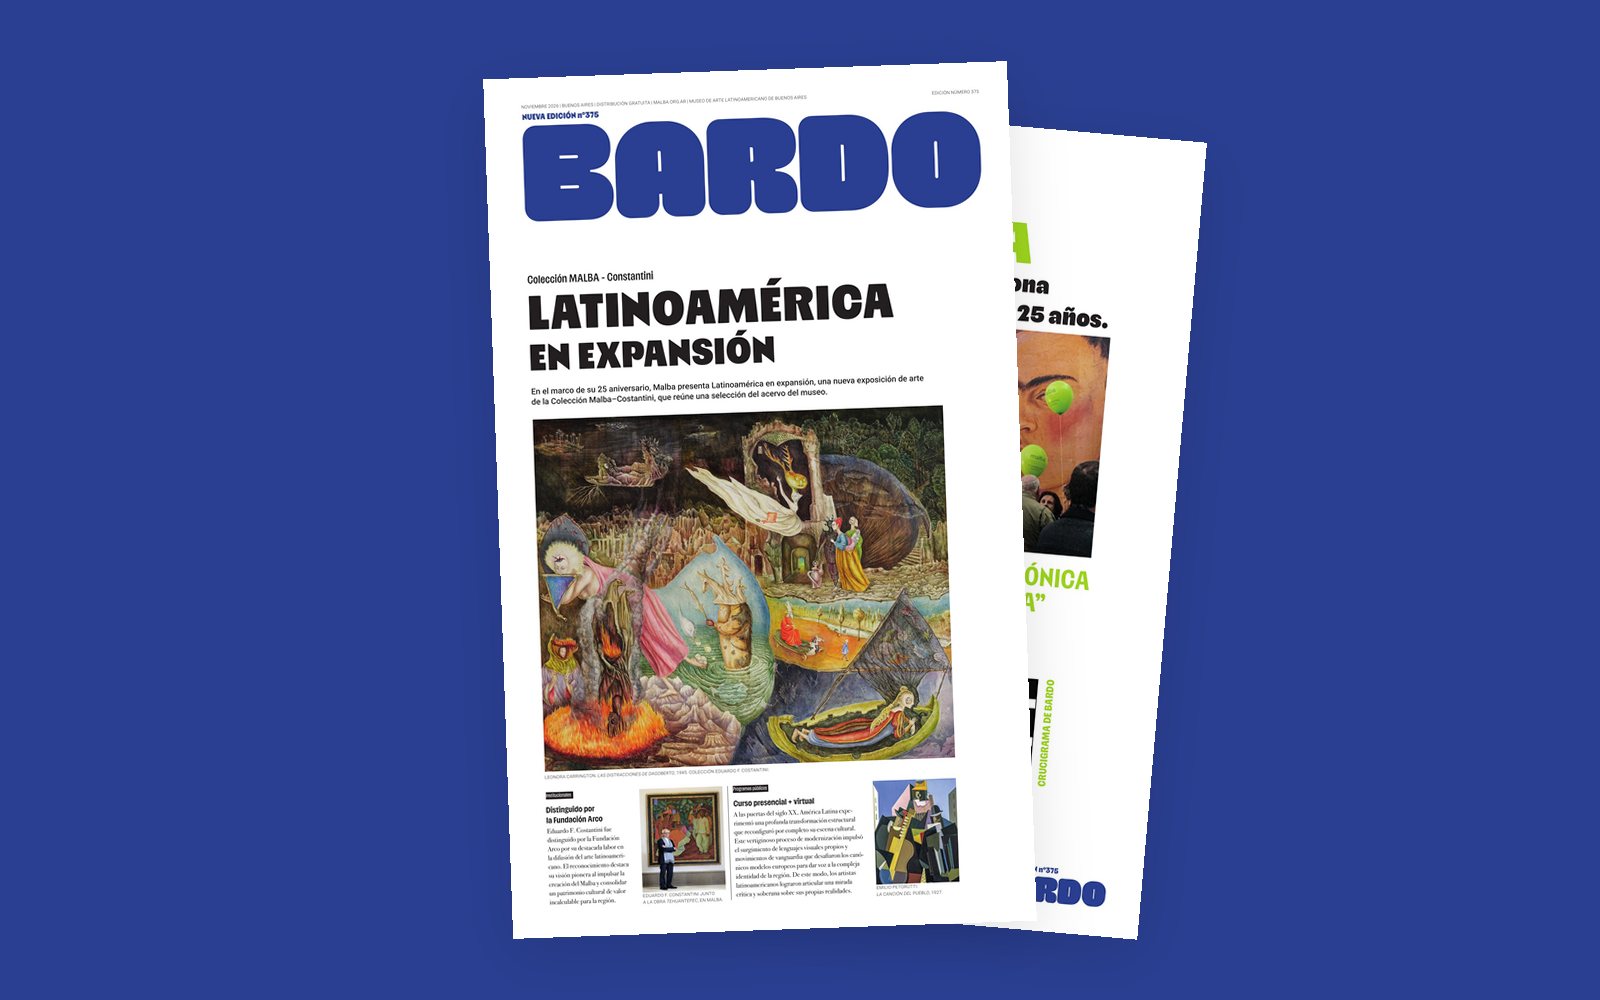 NOVIEMBRE 2026 | BUENOS AIRES | DISTRIBUCIÓN GRATUITA | MALBA.ORG.AR | MUSEO DE ARTE LATINOAMERICANO DE BUENOS AIRES
EDICIÓN NÚMERO 375
NUEVA EDICIÓN nº375
BARDO
Colección MALBA - Constantini
LATINOAMÉRICA
EN EXPANSIÓN
En el marco de su 25 aniversario, Malba presenta Latinoamérica en expansión, una nueva exposición de arte
de la Colección Malba–Costantini, que reúne una selección del acervo del museo.
LEONORA CARRINGTON. LAS DISTRACCIONES DE DAGOBERTO, 1945. COLECCIÓN EDUARDO F. COSTANTINI.
Institucionales
Distinguido por
la Fundación Arco
Eduardo F. Costantini fue
distinguido por la Fundación
Arco por su destacada labor en
la difusión del arte latinoameri-
cano. El reconocimiento destaca
su visión pionera al impulsar la
creación del Malba y consolidar
un patrimonio cultural de valor
incalculable para la región.
EDUARDO F. CONSTANTINI JUNTO
A LA OBRA TEHUANTEPEC, EN MALBA.
Programas públicos
Curso presencial + virtual
A las puertas del siglo XX, América Latina expe-
rimentó una profunda transformación estructural
que reconfiguró por completo su escena cultural.
Este vertiginoso proceso de modernización impulsó
el surgimiento de lenguajes visuales propios y
movimientos de vanguardia que desafiaron los canó-
nicos modelos europeos para dar voz a la compleja
identidad de la región. De este modo, los artistas
latinoamericanos lograron articular una mirada
crítica y soberana sobre sus propias realidades.
EMILIO PETORUTTI.
LA CANCIÓN DEL PUEBLO, 1927.
A
ona
25 años.
malba
ÓNICA
A”
CRUCIGRAMA DE BARDO
nº375
RDO